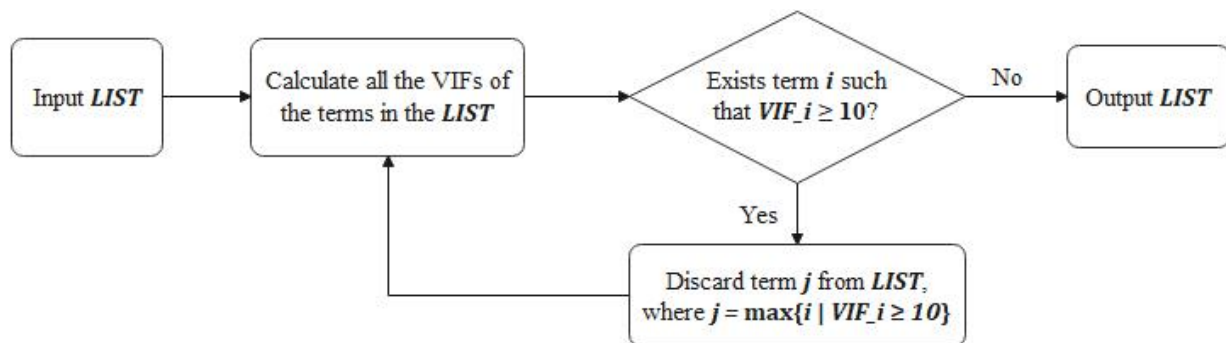 Input LIST
Calculate all the VIFs of
the terms in the LIST
Exists term i such
that VIF_i ≥ 10?
No
Output LIST
Yes
Discard term j from LIST,
where j = max{i | VIF_i ≥ 10}